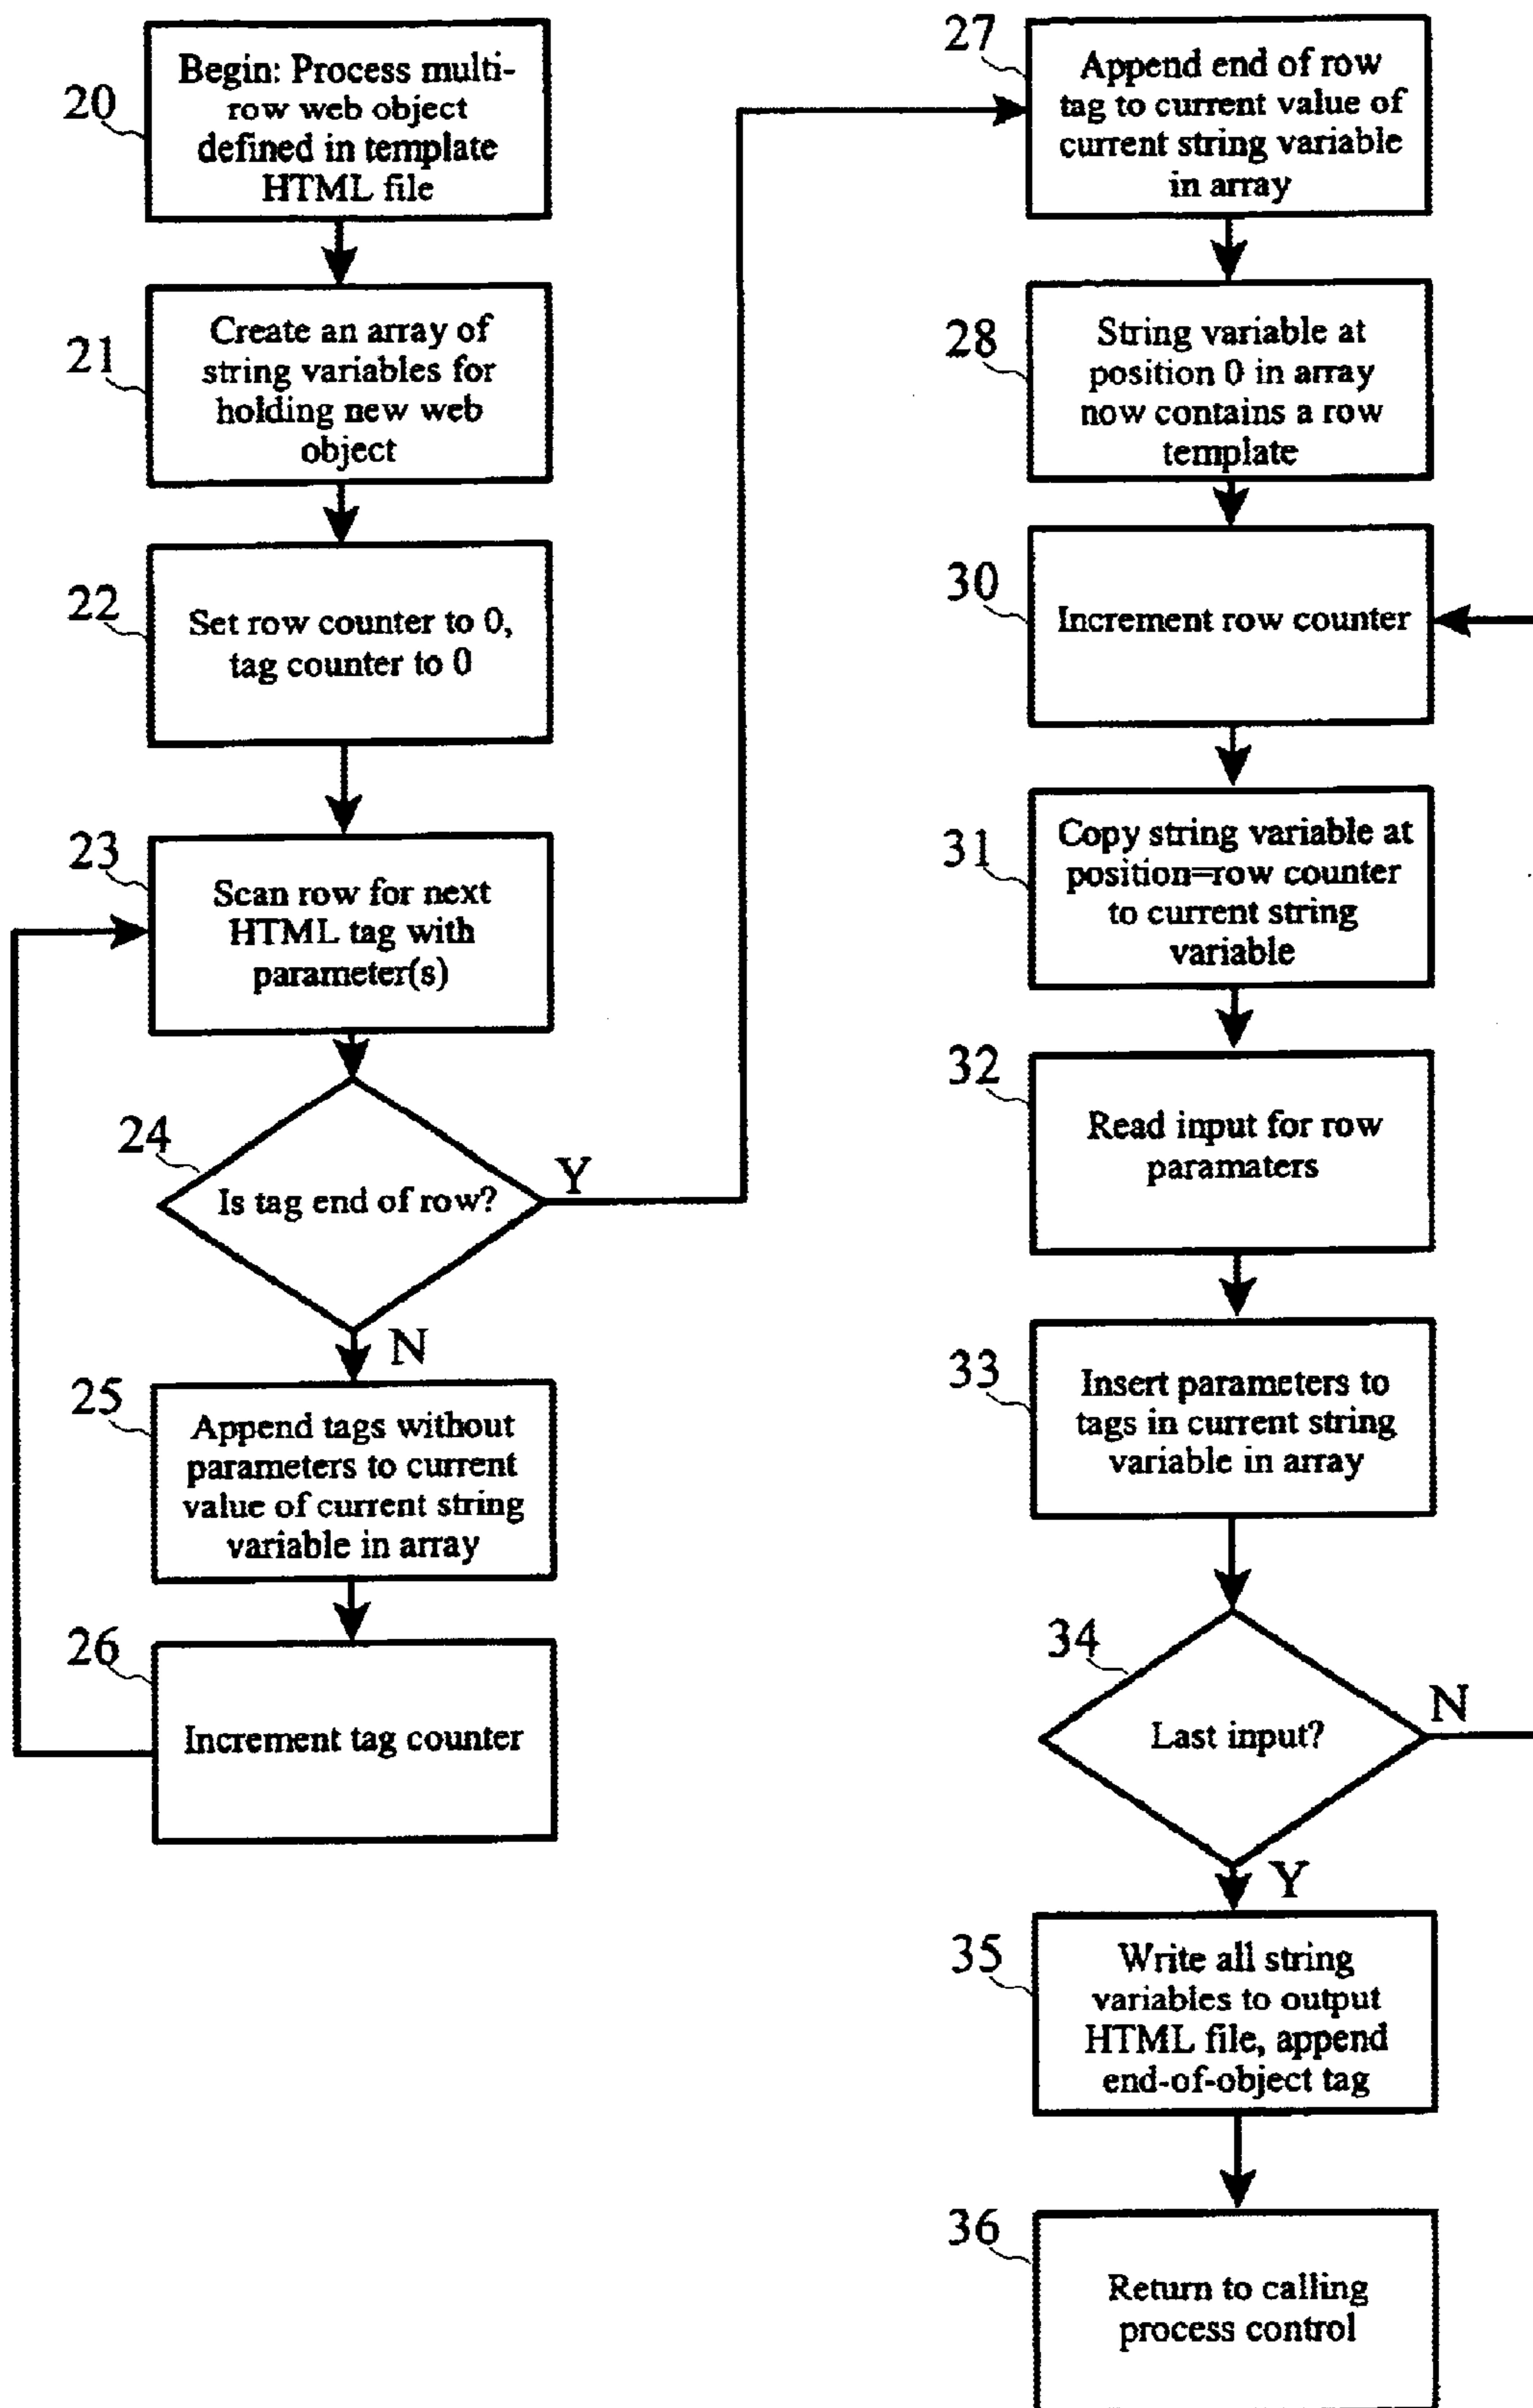 20
Begin: Process multi-
row web object
defined in template
HTML file
21
Create an array of
string variables for
holding new web
object
22
Set row counter to 0,
tag counter to 0
23
Scan row for next
HTML tag with
parameter(s)
24
Is tag end of row?
Y
N
25
Append tags without
parameters to current
value of current string
variable in array
26
Increment tag counter
27
Append end of row
tag to current value of
current string variable
in array
28
String variable at
position 0 in array
now contains a row
template
30
Increment row counter
31
Copy string variable at
position=row counter
to current string
variable
32
Read input for row
paramaters
33
Insert parameters to
tags in current string
variable in array
34
Last input?
N
Y
35
Write all string
variables to output
HTML file, append
end-of-object tag
36
Return to calling
process control